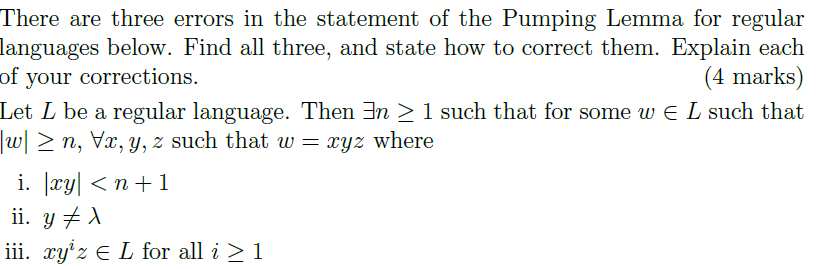 There are three errors in the statement of the Pumping Lemma for regular
languages below. Find all three, and state how to correct them. Explain each
of your corrections. (4 marks)
Let L be a regular language. Then ∃n ≥ 1 such that for some w ∈ L such that
|w| ≥ n, ∀x, y, z such that w = xyz where
i. |xy| < n + 1
ii. y ≠ λ
iii. xyⁱz ∈ L for all i ≥ 1